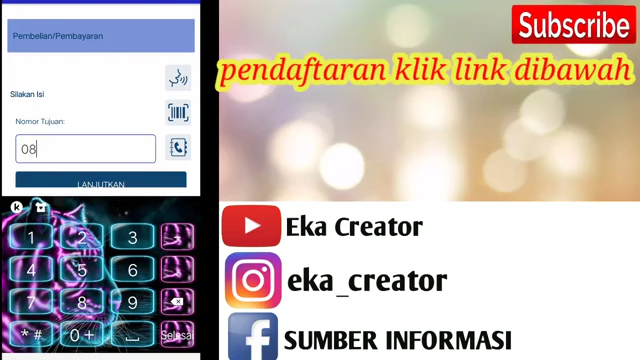 Pembelian/Pembayaran
Silakan Isi
Nomor Tujuan:
08
LANJUTKAN
1 2 3 -
4 5 6
7 8 9
* # 0 + Selesai
Subscribe
pendaftaran klik link dibawah
Eka Creator
eka_creator
SUMBER INFORMASI